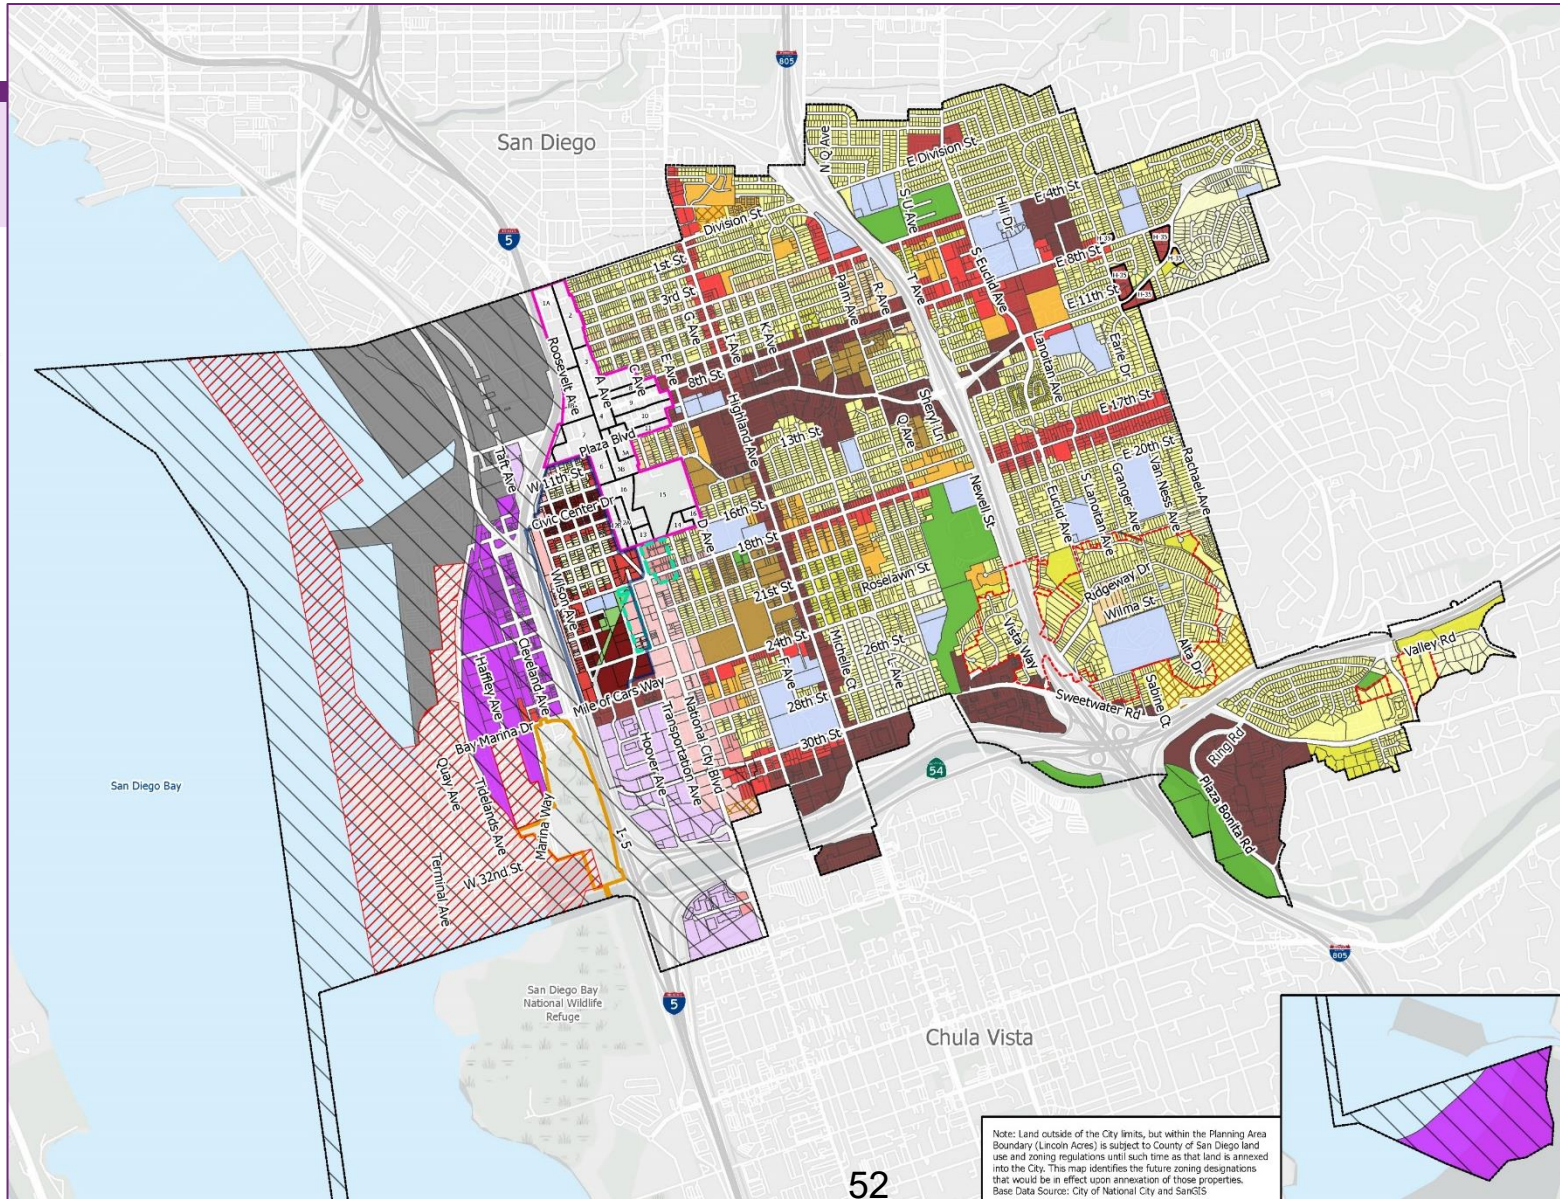 805
San Diego
N Q Ave
E Division St
S U Ave
E 4th St
Hill Dr
Division St
5
1st St
3rd St
G Ave
I Ave
K Ave
Palm Ave
R Ave
T Ave
S Euclid Ave
E 8th St
H-35
H-35
H-35
E 11th St
1A
2
3
Roosevelt Ave
A Ave
C Ave
E Ave
8th St
Highland Ave
Lanoitan Ave
Earle Dr
Sheryl Ln
Q Ave
E 17th St
Plaza Blvd
13th St
E 20th St
Taft Ave
W 11th St
Civic Center Dr
15
16
D Ave
16th St
18th St
Newell St
Euclid Ave
S Lanoitan Ave
Granger Ave
Van Ness Ave
Rachael Ave
Wilson Ave
21st St
Roselawn St
Ridgeway Dr
Wilma St
24th St
26th St
Michelle Ct
L Ave
F Ave
Vista Way
Alta Dr
Valley Rd
Haffley Ave
Cleveland Ave
Mile of Cars Way
28th St
30th St
Sweetwater Rd
Sabine Ct
Bay Marina Dr
Hoover Ave
Transportation Ave
National City Blvd
Ring Rd
Plaza Bonita Rd
Quay Ave
Tidelands Ave
Marina Way
I-5
54
San Diego Bay
Terminal Ave
W 32nd St
805
San Diego Bay
National Wildlife
Refuge
5
Chula Vista
Note: Land outside of the City limits, but within the Planning Area
Boundary (Lincoln Acres) is subject to County of San Diego land
use and zoning regulations until such time as that land is annexed
into the City. This map identifies the future zoning designations
that would be in effect upon annexation of those properties.
Base Data Source: City of National City and SanGIS
52